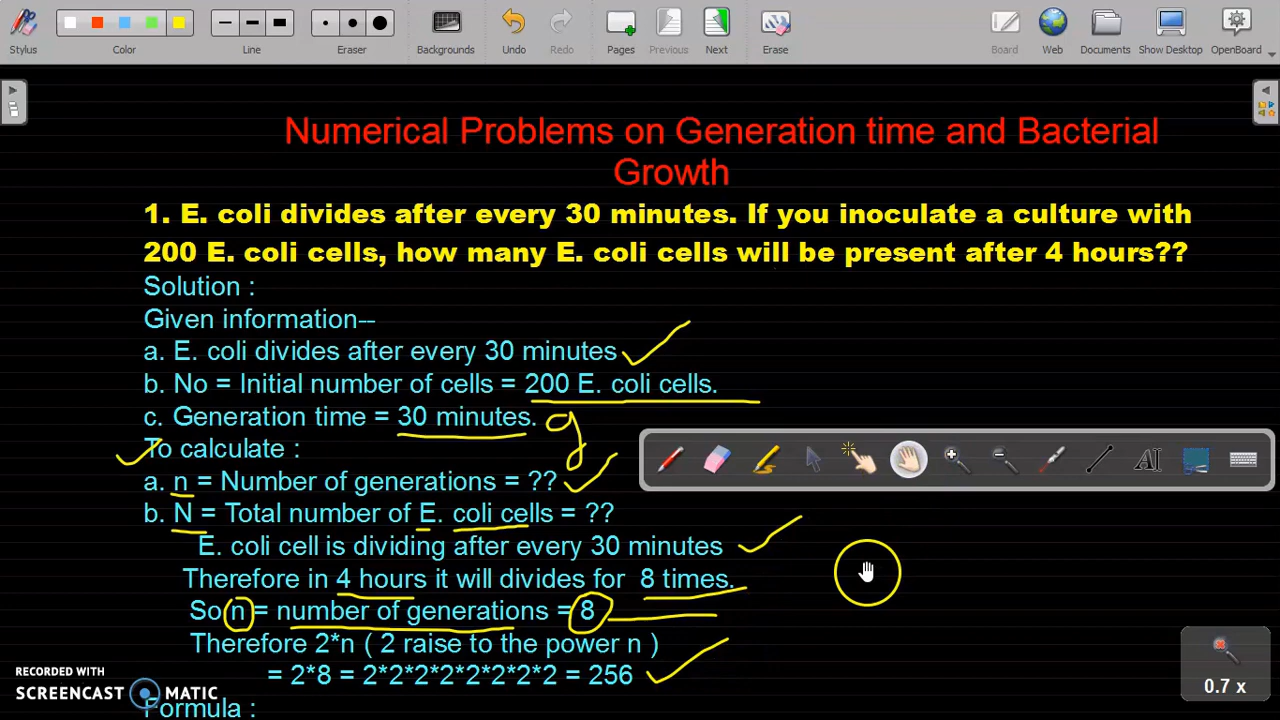 Stylus
Color
Line
Eraser
Backgrounds
Undo
Redo
Pages
Previous
Next
Erase
Board
Web
Documents
Show Desktop
OpenBoard
Numerical Problems on Generation time and Bacterial
Growth
1. E. coli divides after every 30 minutes. If you inoculate a culture with
200 E. coli cells, how many E. coli cells will be present after 4 hours??
Solution :
Given information--
a. E. coli divides after every 30 minutes
b. No = Initial number of cells = 200 E. coli cells.
c. Generation time = 30 minutes. g
To calculate :
a. n = Number of generations = ??
b. N = Total number of E. coli cells = ??
E. coli cell is dividing after every 30 minutes
Therefore in 4 hours it will divides for 8 times.
So n = number of generations = 8
Therefore 2*n ( 2 raise to the power n )
= 2*8 = 2*2*2*2*2*2*2*2 = 256
Formula :
AI
RECORDED WITH
SCREENCAST MATIC
0.7 x